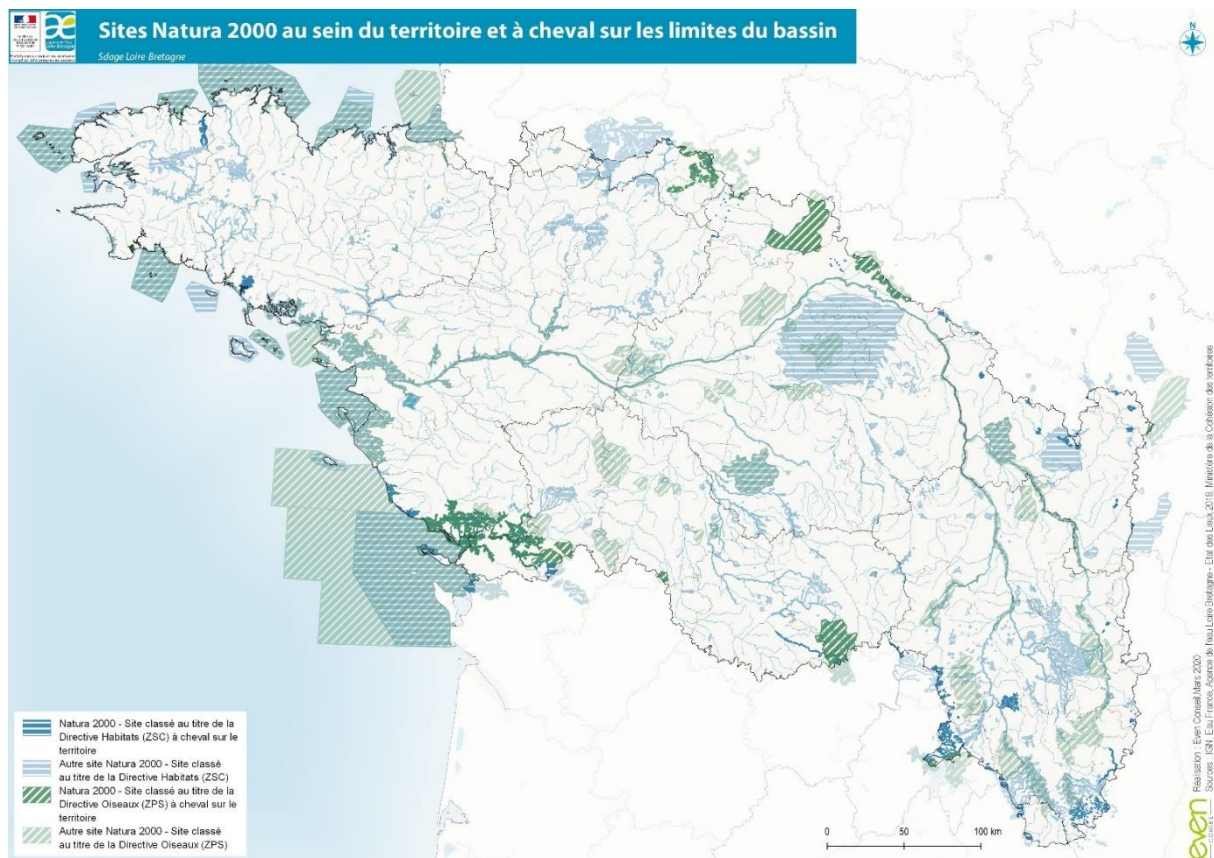 Sites Natura 2000 au sein du territoire et à cheval sur les limites du bassin
Sdage Loire Bretagne
N
Natura 2000 - Site classé au titre de la
Directive Habitats (ZSC) à cheval sur le
territoire
Autre site Natura 2000 - Site classé
au titre de la Directive Habitats (ZSC)
Natura 2000 - Site classé au titre de la
Directive Oiseaux (ZPS) à cheval sur le
territoire
Autre site Natura 2000 - Site classé
au titre de la Directive Oiseaux (ZPS)
0 50 100 km
even
CONSEIL
Réalisation : Even Conseil, Mars 2020
Sources : IGN, Eau France, Agence de l'eau Loire Bretagne - Etat des Lieux 2019, Ministère de la Cohésion des territoires